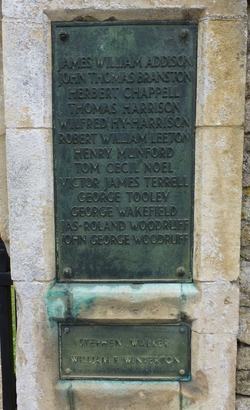 JAMES WILLIAM ADDISON
JOHN THOMAS BRANSTON
HERBERT CHAPPELL
THOMAS HARRISON
WILFRED HY-HARRISON
ROBERT WILLIAM LEETON
HENRY MUNFORD
TOM CECIL NOEL
VICTOR JAMES TERRELL
GEORGE TOOLEY
GEORGE WAKEFIELD
JAS-ROLAND WOODRUFF
JOHN GEORGE WOODRUFF
STEPHEN J. WALKER
WILLIAM F. WINTERTON